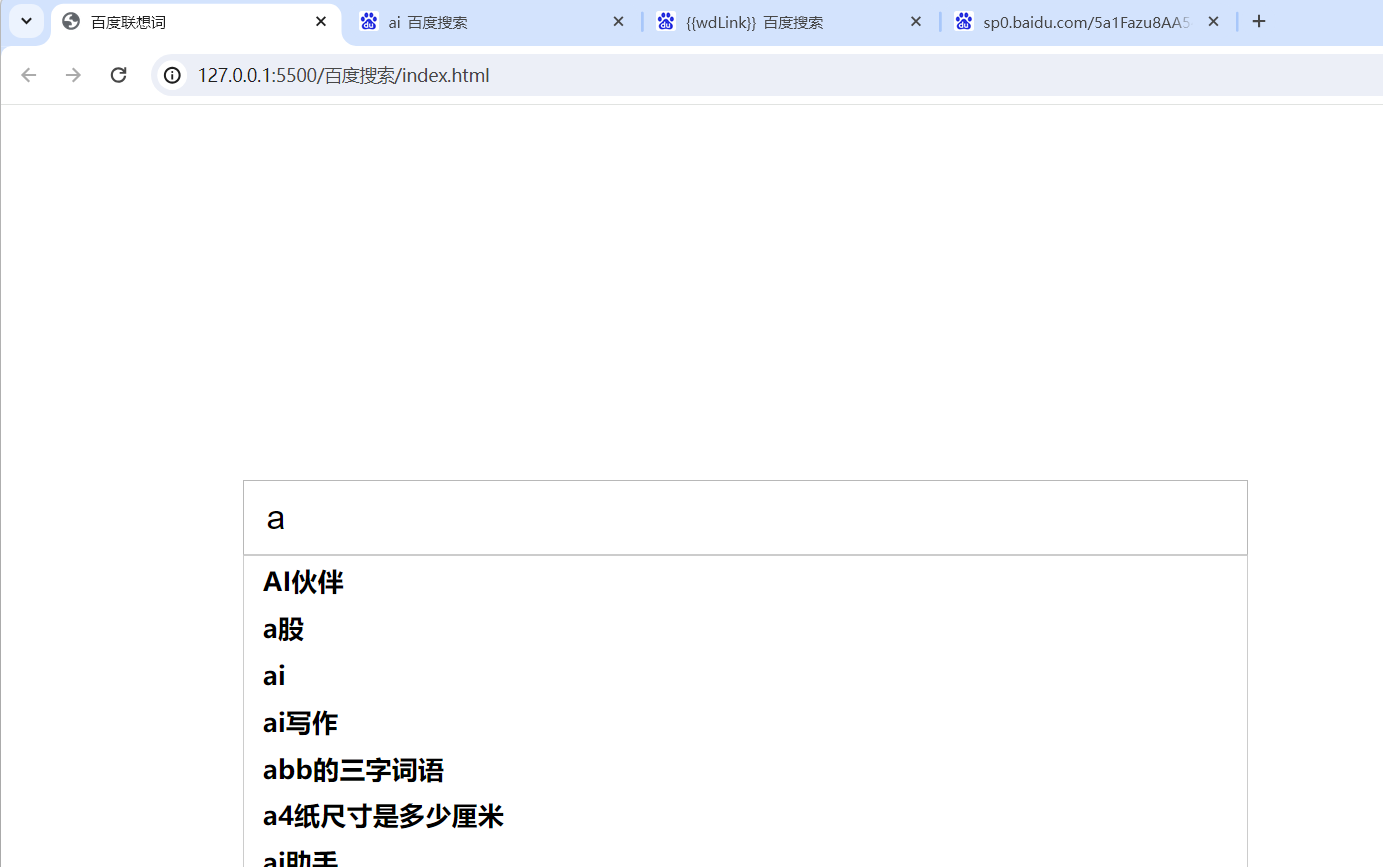 百度联想词
ai 百度搜索
{{wdLink}} 百度搜索
sp0.baidu.com/5a1Fazu8AA5
127.0.0.1:5500/百度搜索/index.html
a
AI伙伴
a股
ai
ai写作
abb的三字词语
a4纸尺寸是多少厘米
ai助手